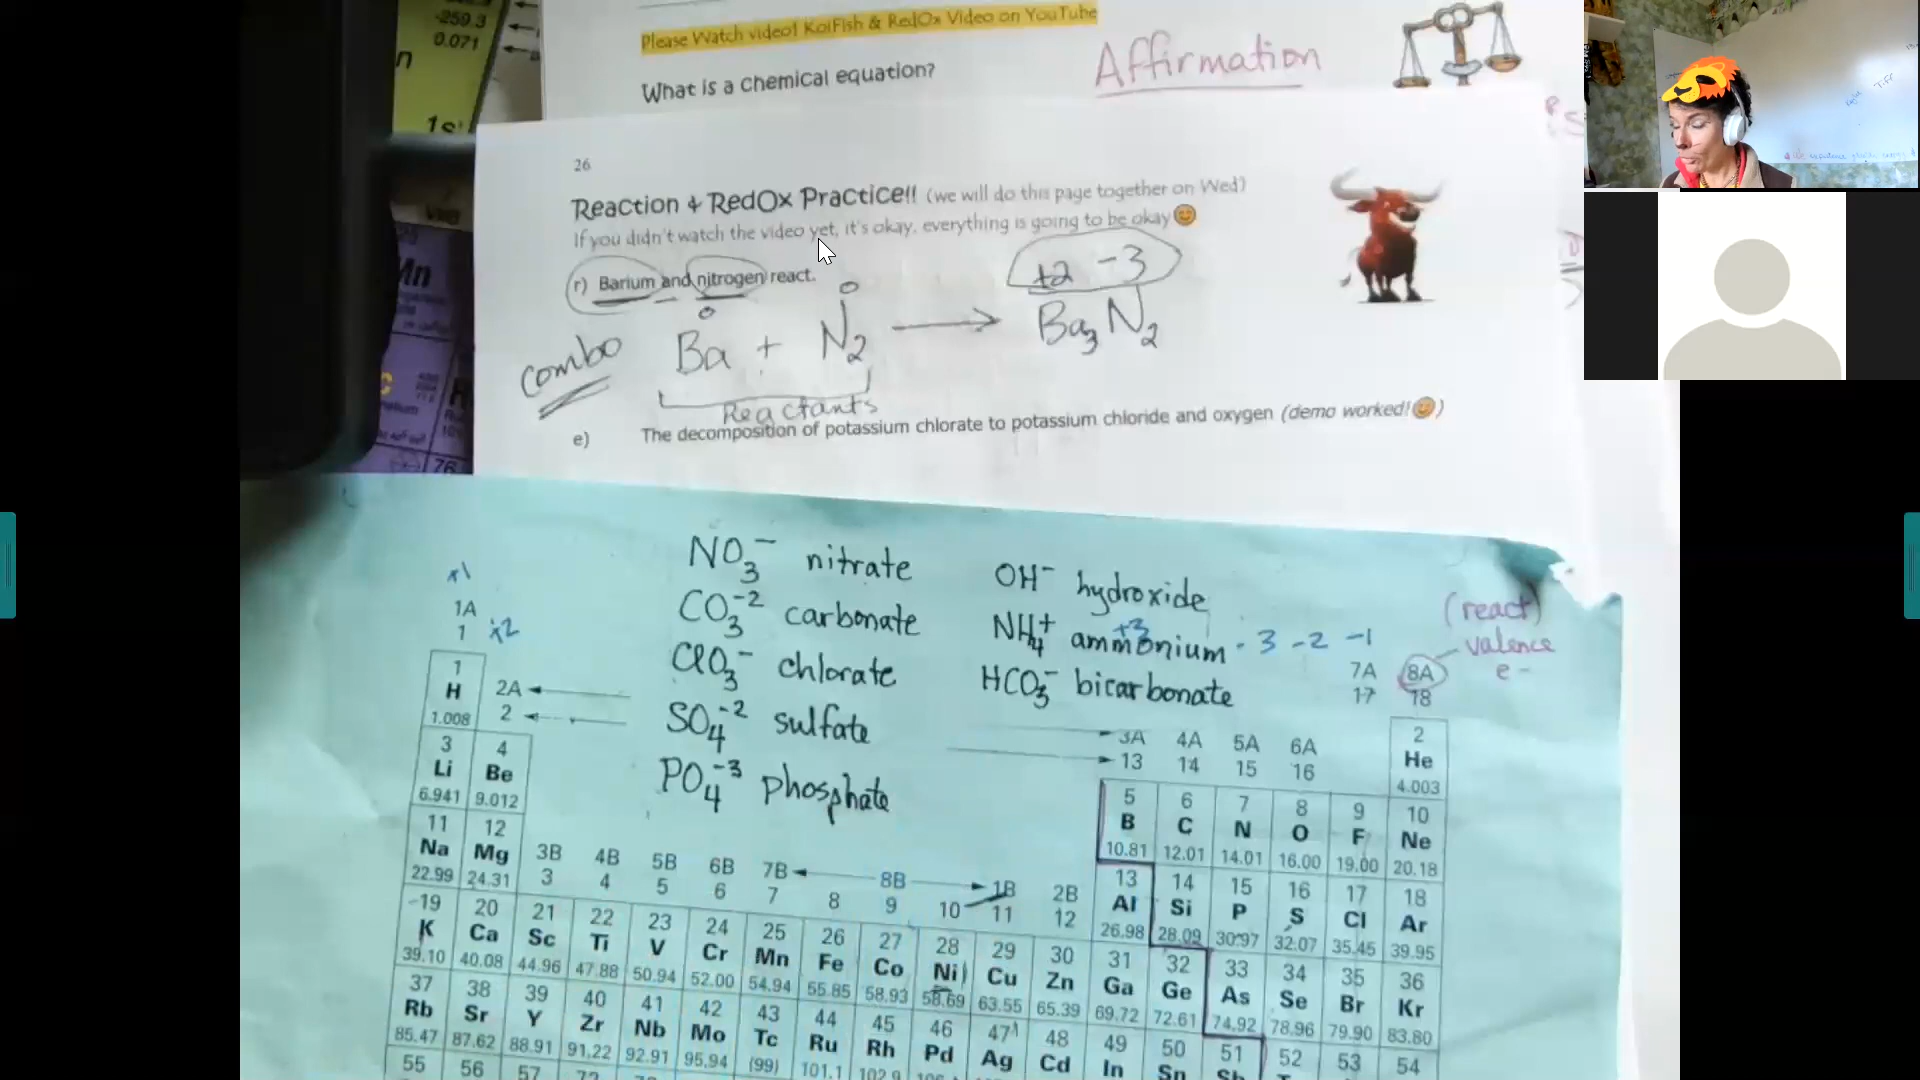 -259.3
0.071
n
1s
Please Watch video! KoiFish & RedOx Video on YouTube
What is a chemical equation?
Affirmation
26
Reaction & RedOx Practice!! (we will do this page together on Wed)
If you didn't watch the video yet, it's okay, everything is going to be okay
r) Barium and nitrogen react.
+2 -3
0 0
Ba + N2 → Ba3N2
combo
Reactants
e) The decomposition of potassium chlorate to potassium chloride and oxygen (demo worked! )
Mn
76
NO3⁻ nitrate
CO3⁻² carbonate
ClO3⁻ chlorate
SO4⁻² sulfate
PO4⁻³ phosphate
OH⁻ hydroxide
NH4⁺ ammonium
HCO3⁻ bicarbonate
+3 -3 -2 -1
(react)
valence
e-
+1
1A
1
+2
2A
2
7A 8A
17 18
3A 4A 5A 6A
13 14 15 16
1 2
H He
1.008 4.003
3 4 5 6 7 8 9 10
Li Be B C N O F Ne
6.941 9.012 10.81 12.01 14.01 16.00 19.00 20.18
3B 4B 5B 6B 7B 8B 1B 2B
3 4 5 6 7 8 9 10 11 12
11 12 13 14 15 16 17 18
Na Mg Al Si P S Cl Ar
22.99 24.31 26.98 28.09 30.97 32.07 35.45 39.95
19 20 21 22 23 24 25 26 27 28 29 30 31 32 33 34 35 36
K Ca Sc Ti V Cr Mn Fe Co Ni Cu Zn Ga Ge As Se Br Kr
39.10 40.08 44.96 47.88 50.94 52.00 54.94 55.85 58.93 58.69 63.55 65.39 69.72 72.61 74.92 78.96 79.90 83.80
37 38 39 40 41 42 43 44 45 46 47 48 49 50 51 52 53 54
Rb Sr Y Zr Nb Mo Tc Ru Rh Pd Ag Cd In Sn Sb
85.47 87.62 88.91 91.22 92.91 95.94 (99) 101.1 102.9
55 56 57 72